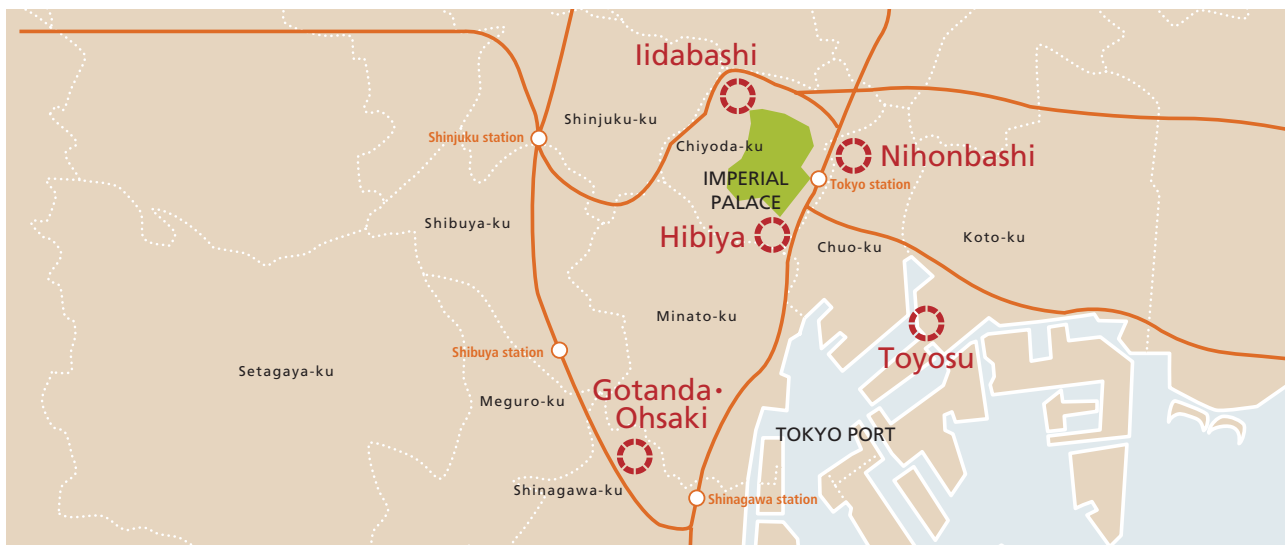 Iidabashi
Shinjuku-ku
Shinjuku station
Chiyoda-ku
Nihonbashi
IMPERIAL
PALACE
Tokyo station
Shibuya-ku
Hibiya
Chuo-ku
Koto-ku
Minato-ku
Shibuya station
Toyosu
Setagaya-ku
Gotanda・
Ohsaki
Meguro-ku
TOKYO PORT
Shinagawa-ku
Shinagawa station